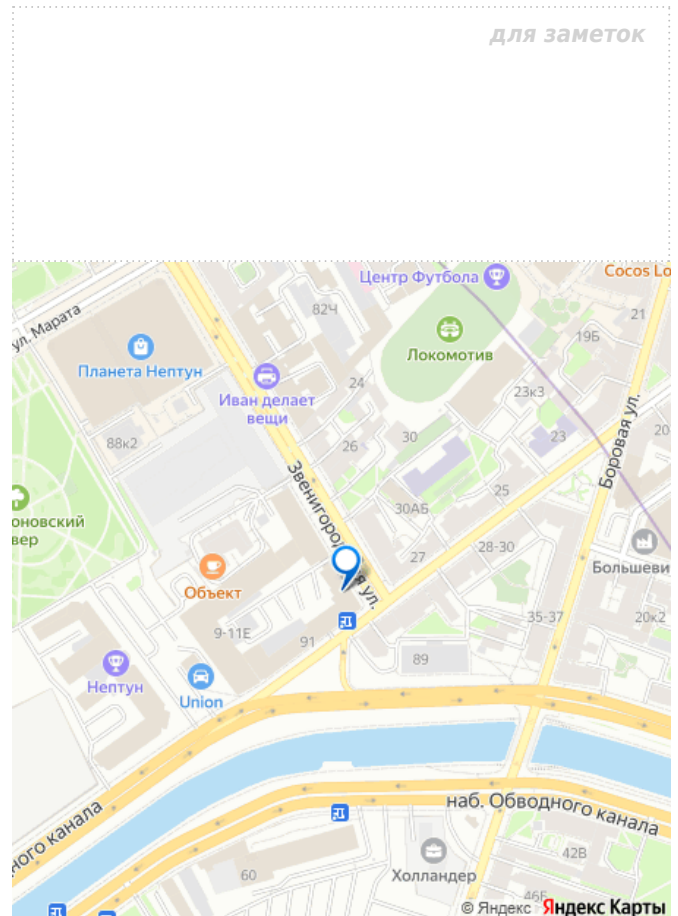 для заметок
Центр Футбола
Cocos Lo
82Ч
21
ул. Марата
19Б
Планета Нептун
Локомотив
Иван делает
вещи
24
23к3
Боровая ул.
88к2
26
30
23
20
Звенигородская ул.
25
30АБ
оновский
вер
27
28-30
Большеви
Объект
35-37
20к2
9-11Е
91
89
Нептун
Union
дного канала
наб. Обводного канала
42В
60
Холландер
46Б
© Яндекс Яндекс Карты